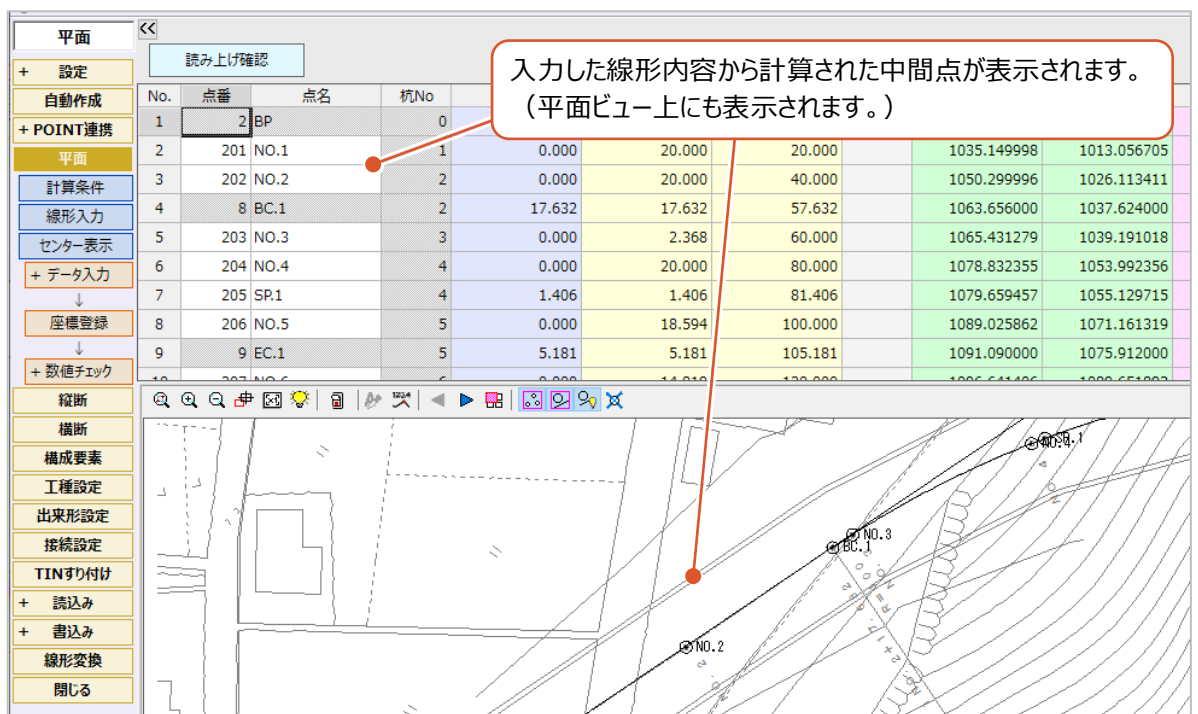 平面
<<
読み上げ確認
入力した線形内容から計算された中間点が表示されます。
（平面ビュー上にも表示されます。）
+ 設定
自動作成
+ POINT連携
平面
計算条件
線形入力
センター表示
+ データ入力
↓
座標登録
↓
+ 数値チェック
縦断
横断
構成要素
工種設定
出来形設定
接続設定
TINすり付け
+ 読込み
+ 書込み
線形変換
閉じる
No. 点番 点名 杭No
1 2 BP 0
2 201 NO.1 1 0.000 20.000 20.000 1035.149998 1013.056705
3 202 NO.2 2 0.000 20.000 40.000 1050.299996 1026.113411
4 8 BC.1 2 17.632 17.632 57.632 1063.656000 1037.624000
5 203 NO.3 3 0.000 2.368 60.000 1065.431279 1039.191018
6 204 NO.4 4 0.000 20.000 80.000 1078.832355 1053.992356
7 205 SP.1 4 1.406 1.406 81.406 1079.659457 1055.129715
8 206 NO.5 5 0.000 18.594 100.000 1089.025862 1071.161319
9 9 EC.1 5 5.181 5.181 105.181 1091.090000 1075.912000
NO.4
SP.1
NO.3
BC.1
NO.2